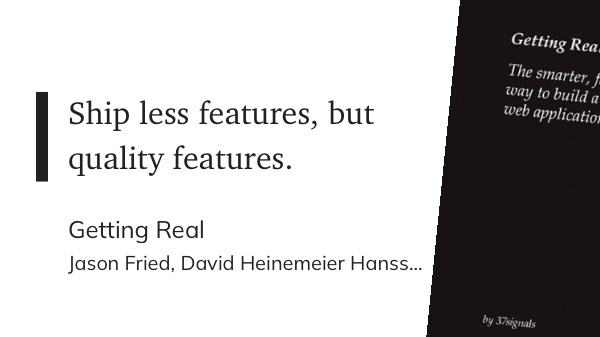 Ship less features, but
quality features.
Getting Real
Jason Fried, David Heinemeier Hanss...
Getting Rea
The smarter,
way to build a
web
by 37signals